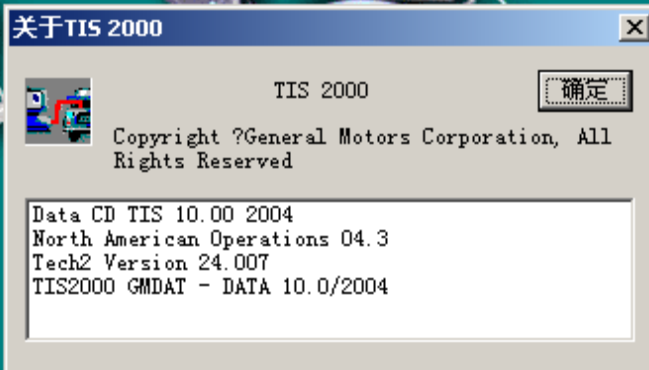 关于TIS 2000
TIS 2000
确定
Copyright ?General Motors Corporation, All
Rights Reserved
Data CD TIS 10.00 2004
North American Operations 04.3
Tech2 Version 24.007
TIS2000 GMDAT - DATA 10.0/2004